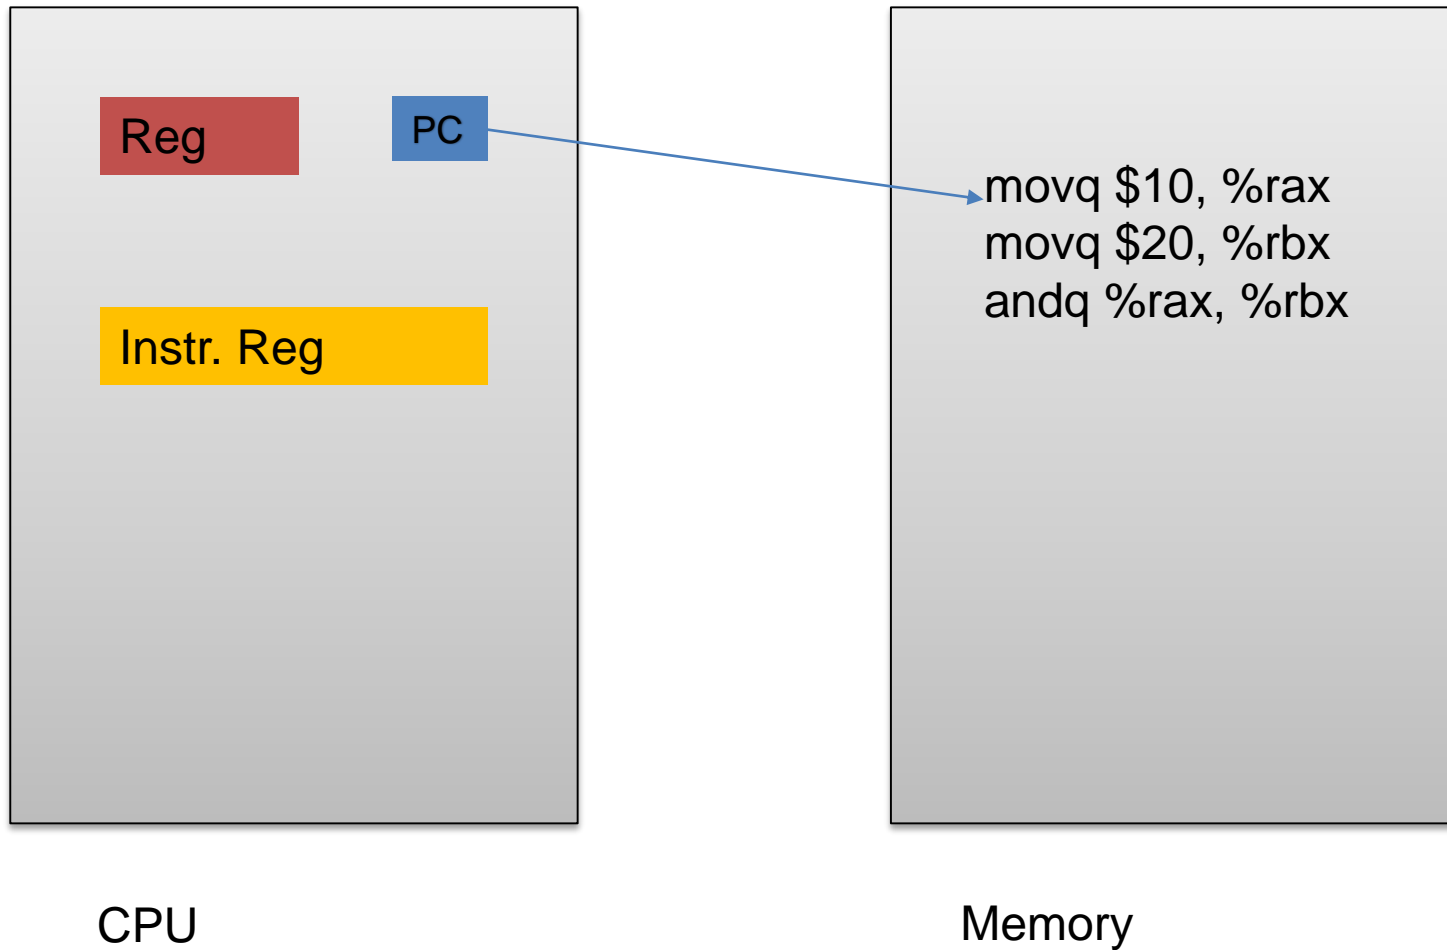 Reg
PC
Instr. Reg
movq $10, %rax
movq $20, %rbx
andq %rax, %rbx
CPU
Memory